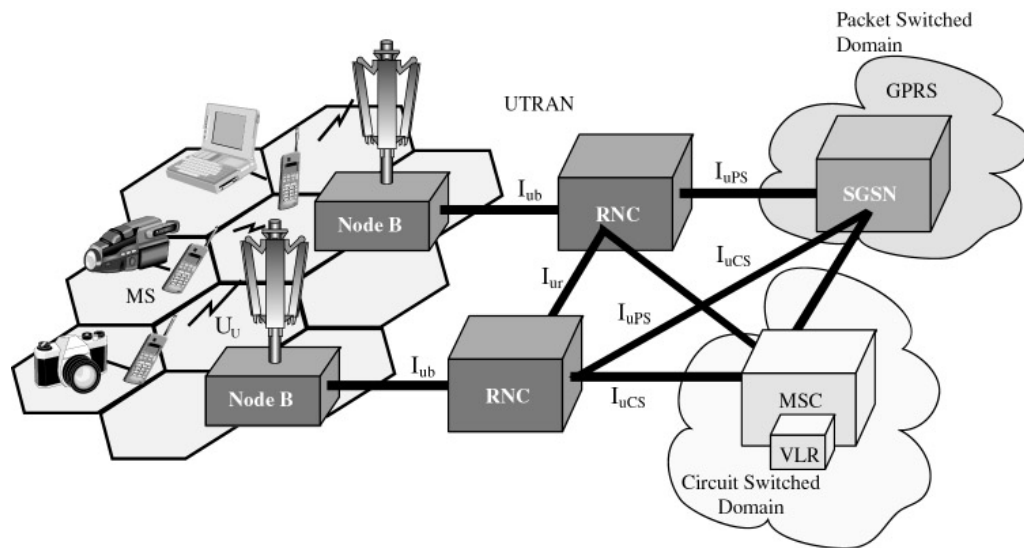 Packet Switched
Domain
GPRS
UTRAN
SGSN
IuPS
RNC
Iub
Node B
IuCS
Iur
MS
IuPS
UU
Iub
RNC
IuCS
Node B
MSC
VLR
Circuit Switched
Domain